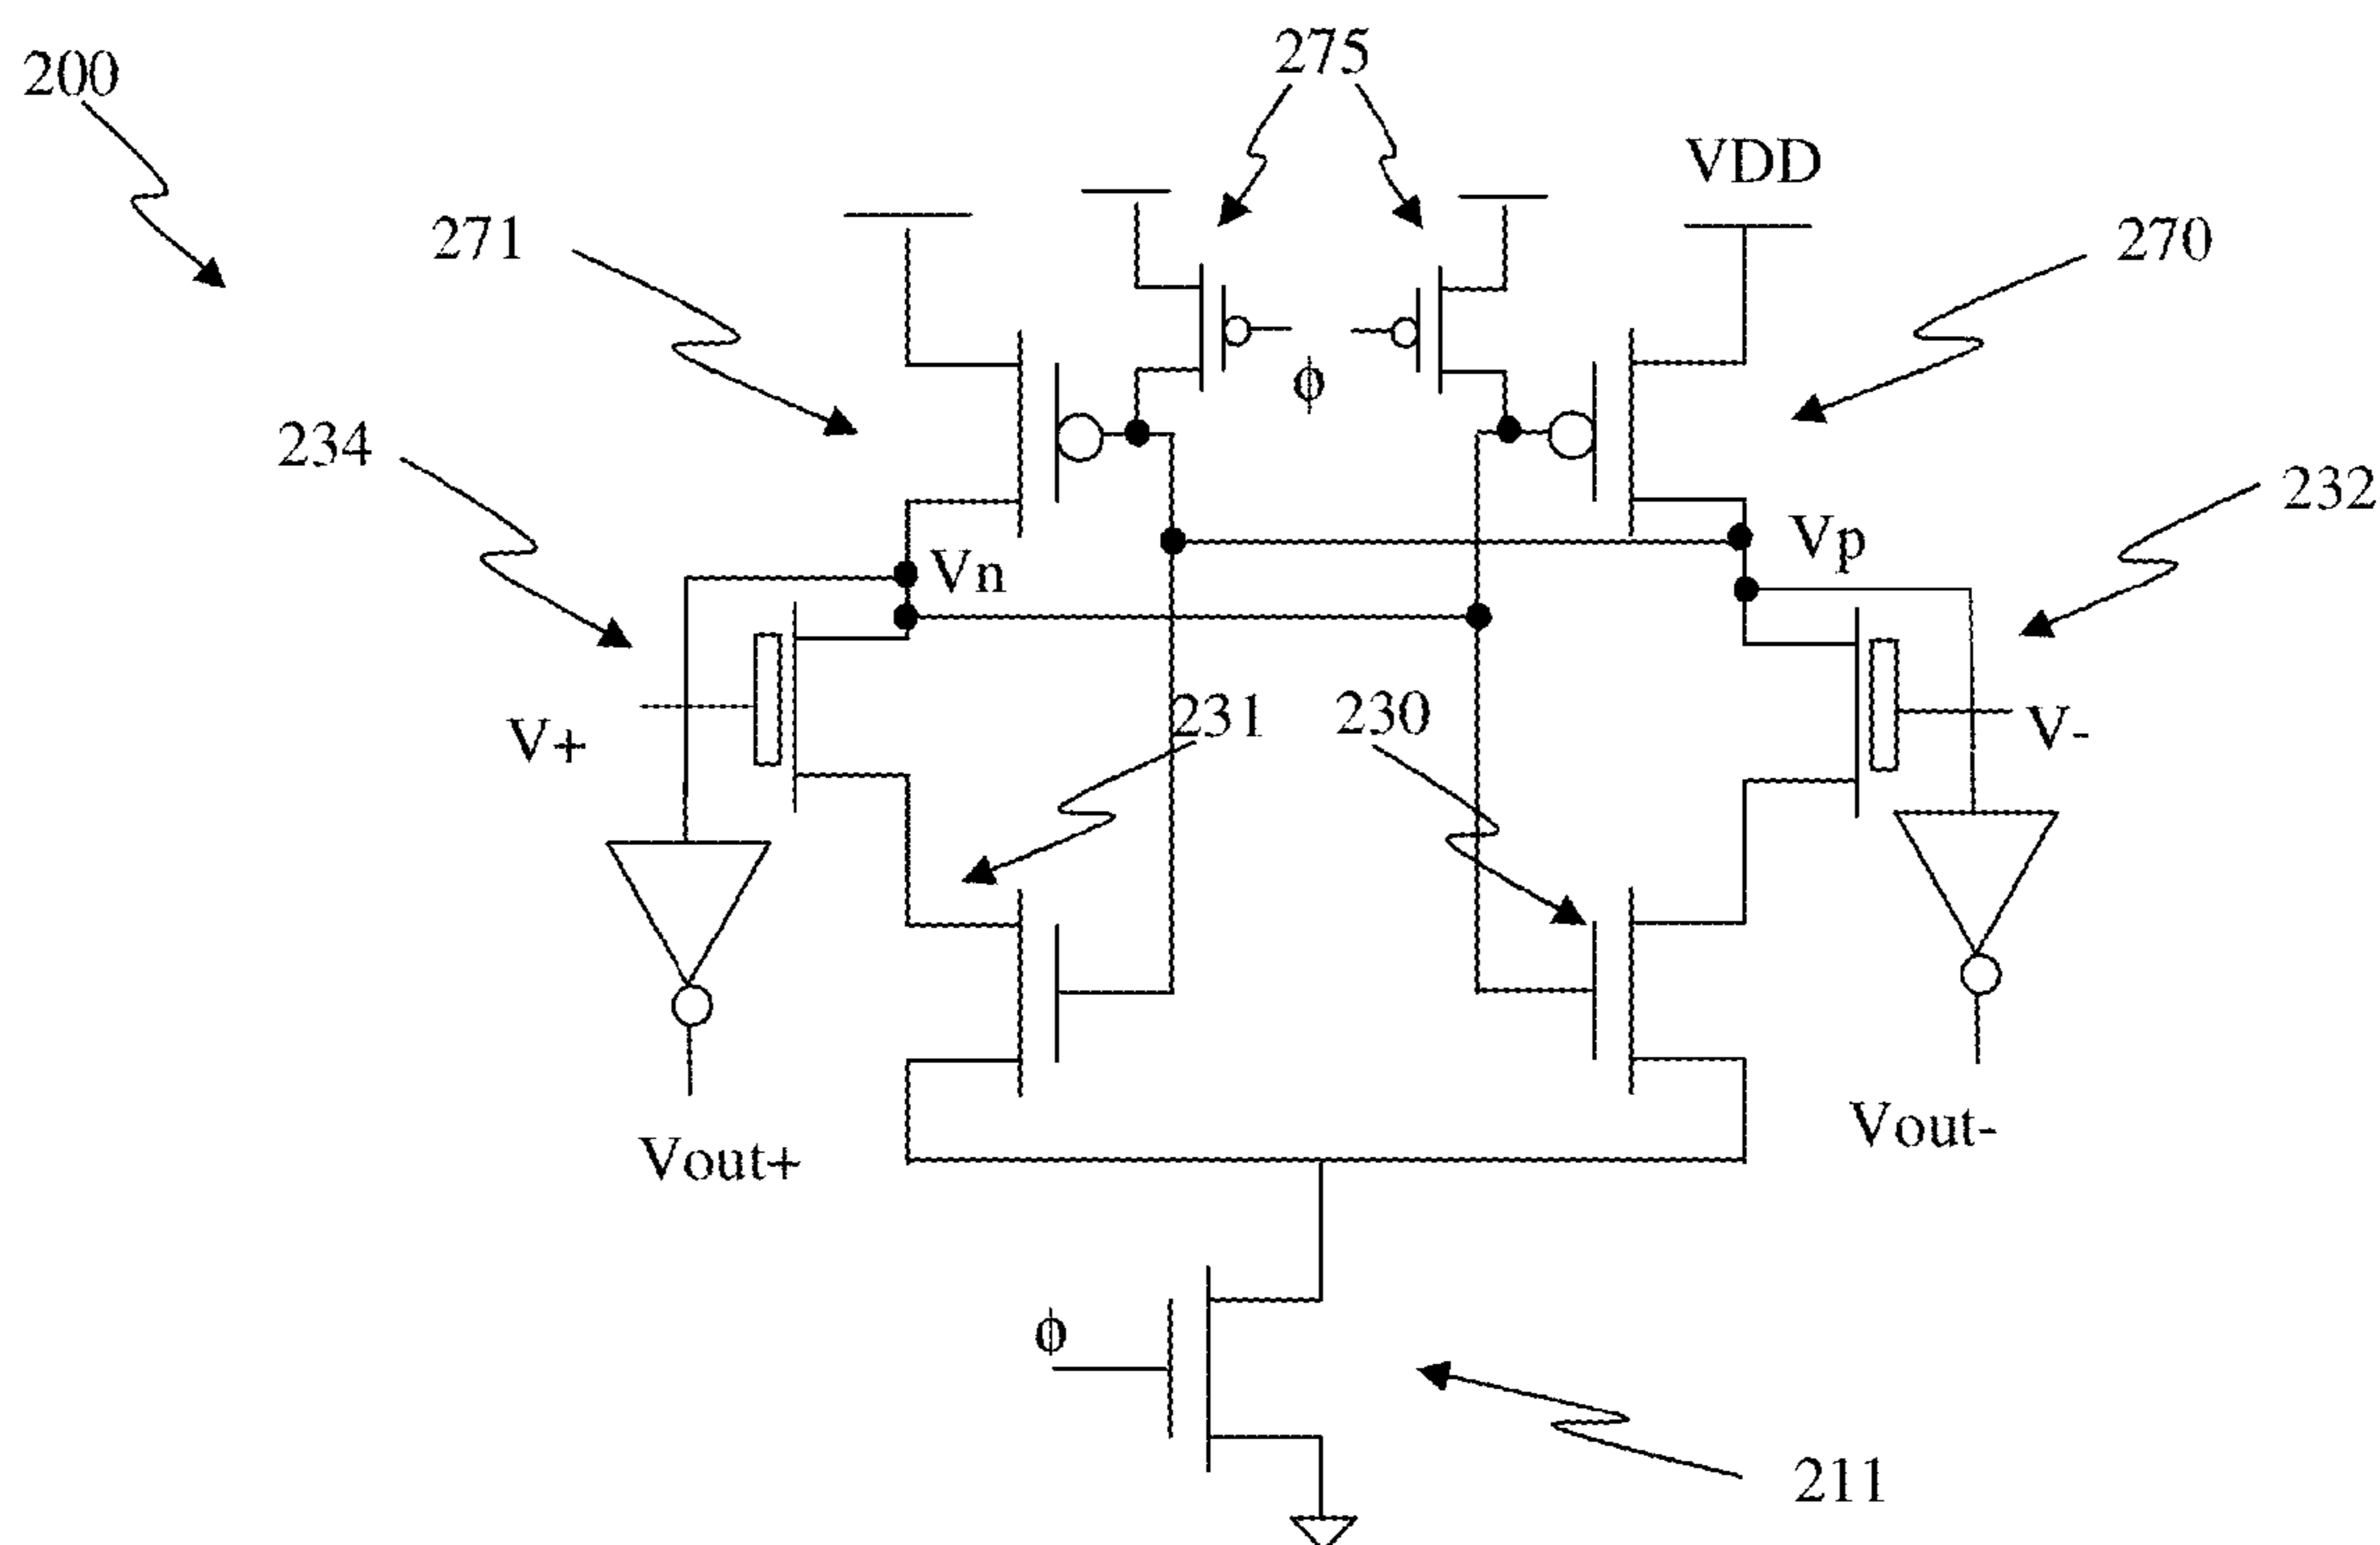 200
275
VDD
271
270
234
232
ϕ
Vp
Vn
231
230
V+
V-
Vout+
Vout-
ϕ
211